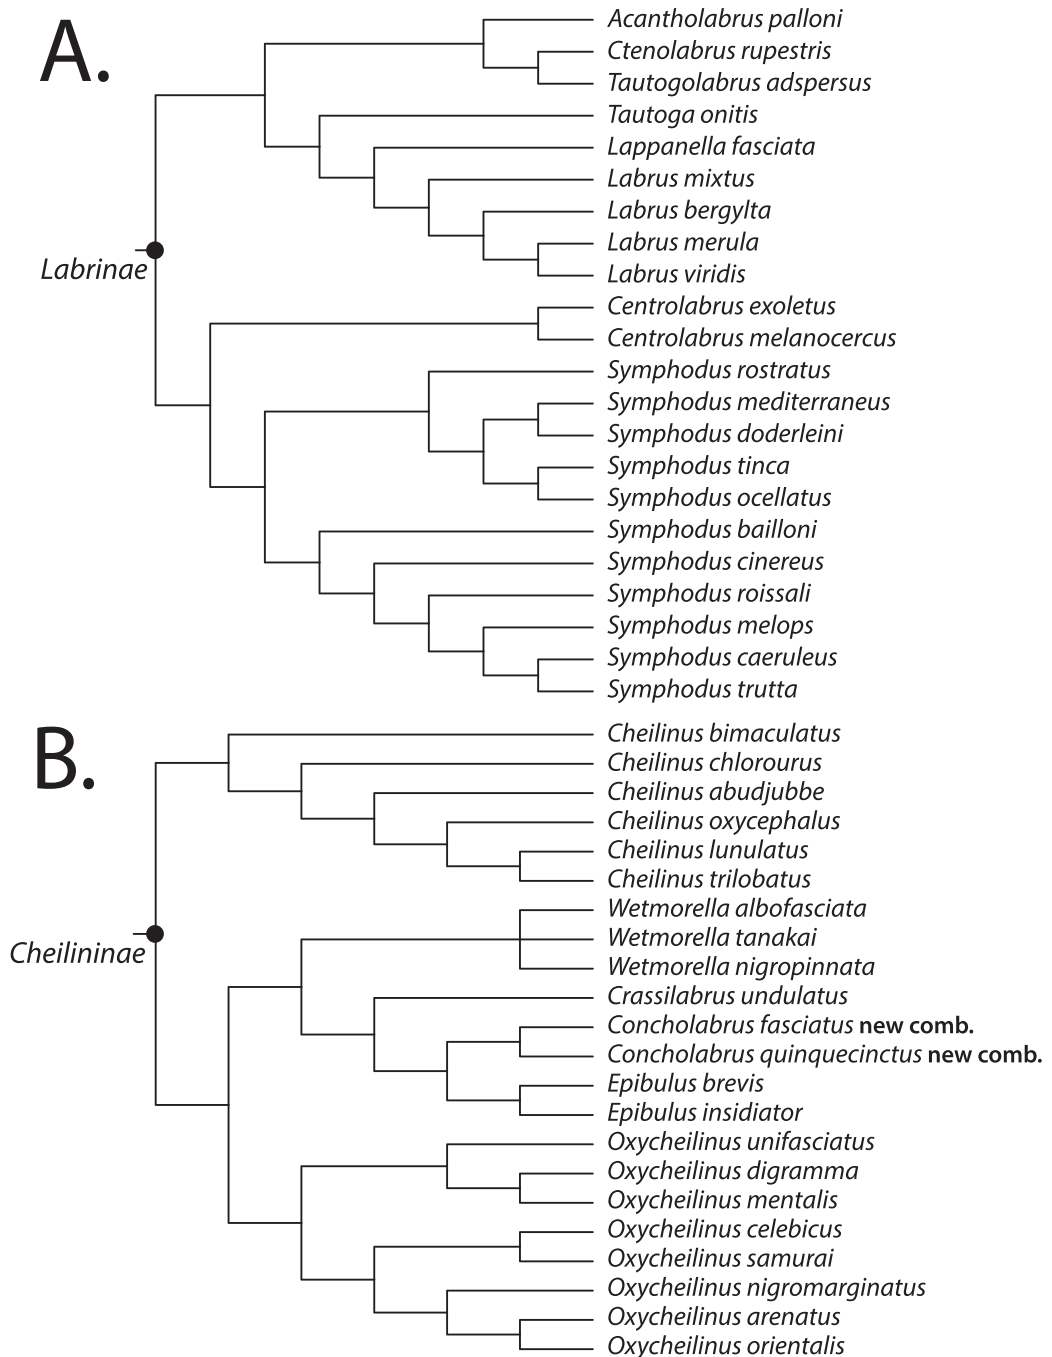 A.
Acantholabrus palloni
Ctenolabrus rupestris
Tautogolabrus adspersus
Tautoga onitis
Lappanella fasciata
Labrus mixtus
Labrus bergylta
Labrus merula
Labrus viridis
Labrinae
Centrolabrus exoletus
Centrolabrus melanocercus
Symphodus rostratus
Symphodus mediterraneus
Symphodus doderleini
Symphodus tinca
Symphodus ocellatus
Symphodus bailloni
Symphodus cinereus
Symphodus roissali
Symphodus melops
Symphodus caeruleus
Symphodus trutta
B.
Cheilinus bimaculatus
Cheilinus chlorourus
Cheilinus abudjubbe
Cheilinus oxycephalus
Cheilinus lunulatus
Cheilinus trilobatus
Wetmorella albofasciata
Wetmorella tanakai
Cheilininae
Wetmorella nigropinnata
Crassilabrus undulatus
Concholabrus fasciatus new comb.
Concholabrus quinquecinctus new comb.
Epibulus brevis
Epibulus insidiator
Oxycheilinus unifasciatus
Oxycheilinus digramma
Oxycheilinus mentalis
Oxycheilinus celebicus
Oxycheilinus samurai
Oxycheilinus nigromarginatus
Oxycheilinus arenatus
Oxycheilinus orientalis